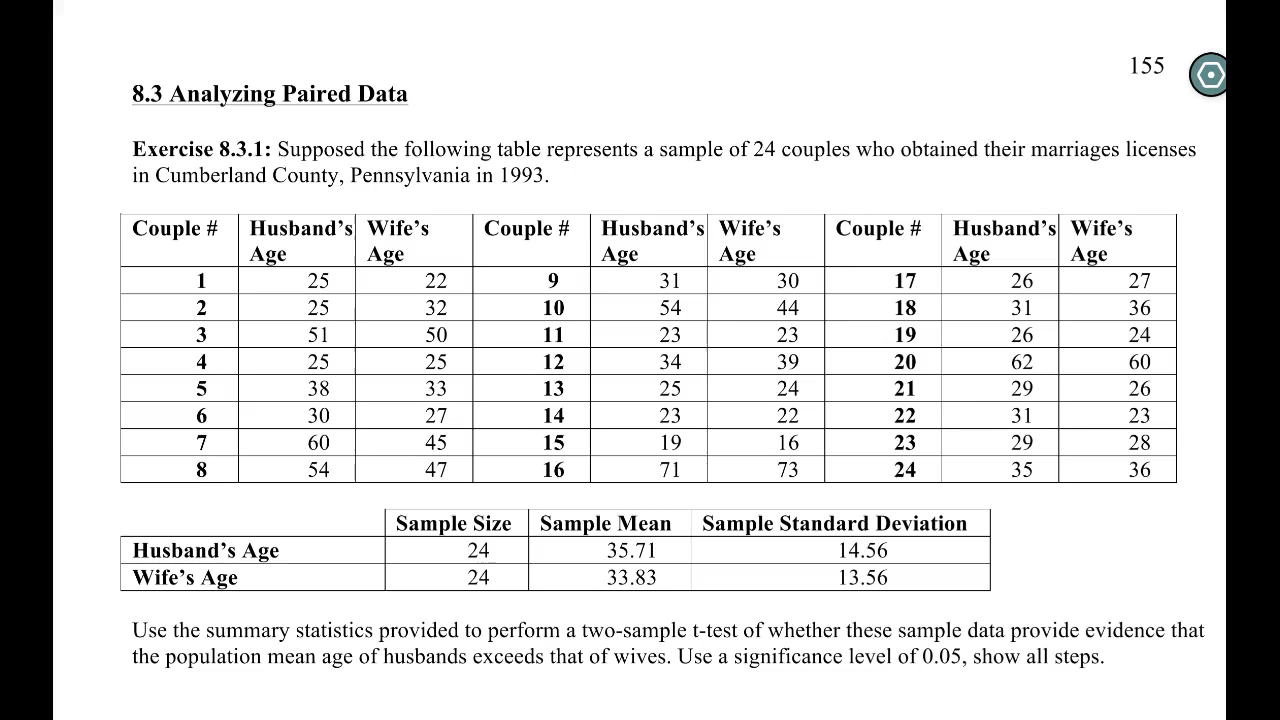 155
8.3 Analyzing Paired Data
Exercise 8.3.1: Supposed the following table represents a sample of 24 couples who obtained their marriages licenses
in Cumberland County, Pennsylvania in 1993.
Couple # Husband's Wife's Couple # Husband's Wife's Couple # Husband's Wife's
Age Age Age Age Age Age
1 25 22 9 31 30 17 26 27
2 25 32 10 54 44 18 31 36
3 51 50 11 23 23 19 26 24
4 25 25 12 34 39 20 62 60
5 38 33 13 25 24 21 29 26
6 30 27 14 23 22 22 31 23
7 60 45 15 19 16 23 29 28
8 54 47 16 71 73 24 35 36
Sample Size Sample Mean Sample Standard Deviation
Husband's Age 24 35.71 14.56
Wife's Age 24 33.83 13.56
Use the summary statistics provided to perform a two-sample t-test of whether these sample data provide evidence that
the population mean age of husbands exceeds that of wives. Use a significance level of 0.05, show all steps.